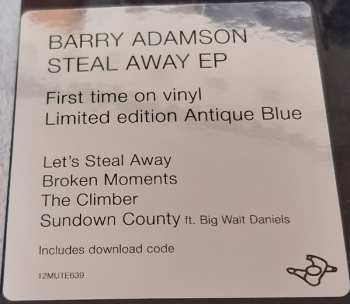 BARRY ADAMSON
STEAL AWAY EP
First time on vinyl
Limited edition Antique Blue
Let's Steal Away
Broken Moments
The Climber
Sundown County ft. Big Wait Daniels
Includes download code
12MUTE639